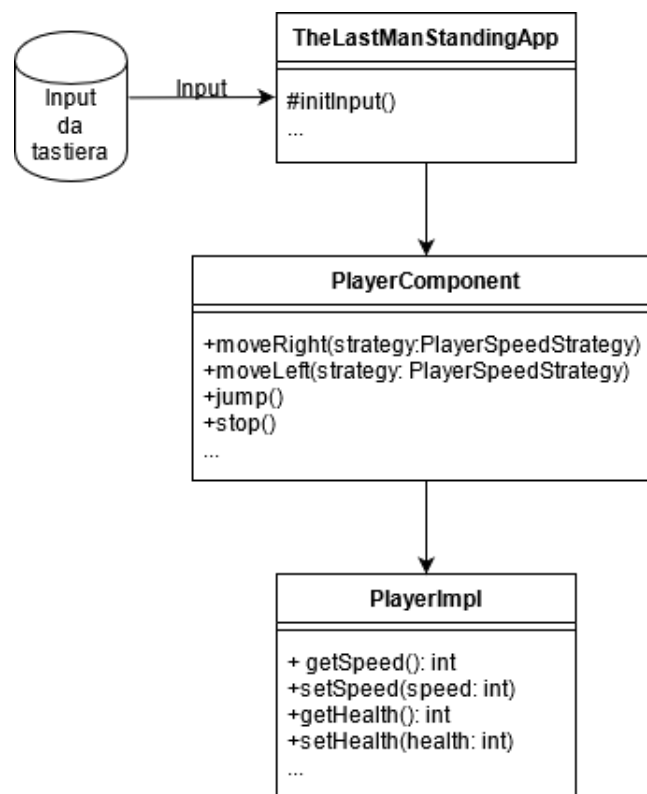 TheLastManStandingApp
Input
da
tastiera
Input
#initInput()
...
PlayerComponent
+moveRight(strategy:PlayerSpeedStrategy)
+moveLeft(strategy: PlayerSpeedStrategy)
+jump()
+stop()
...
PlayerImpl
+ getSpeed(): int
+setSpeed(speed: int)
+getHealth(): int
+setHealth(health: int)
...